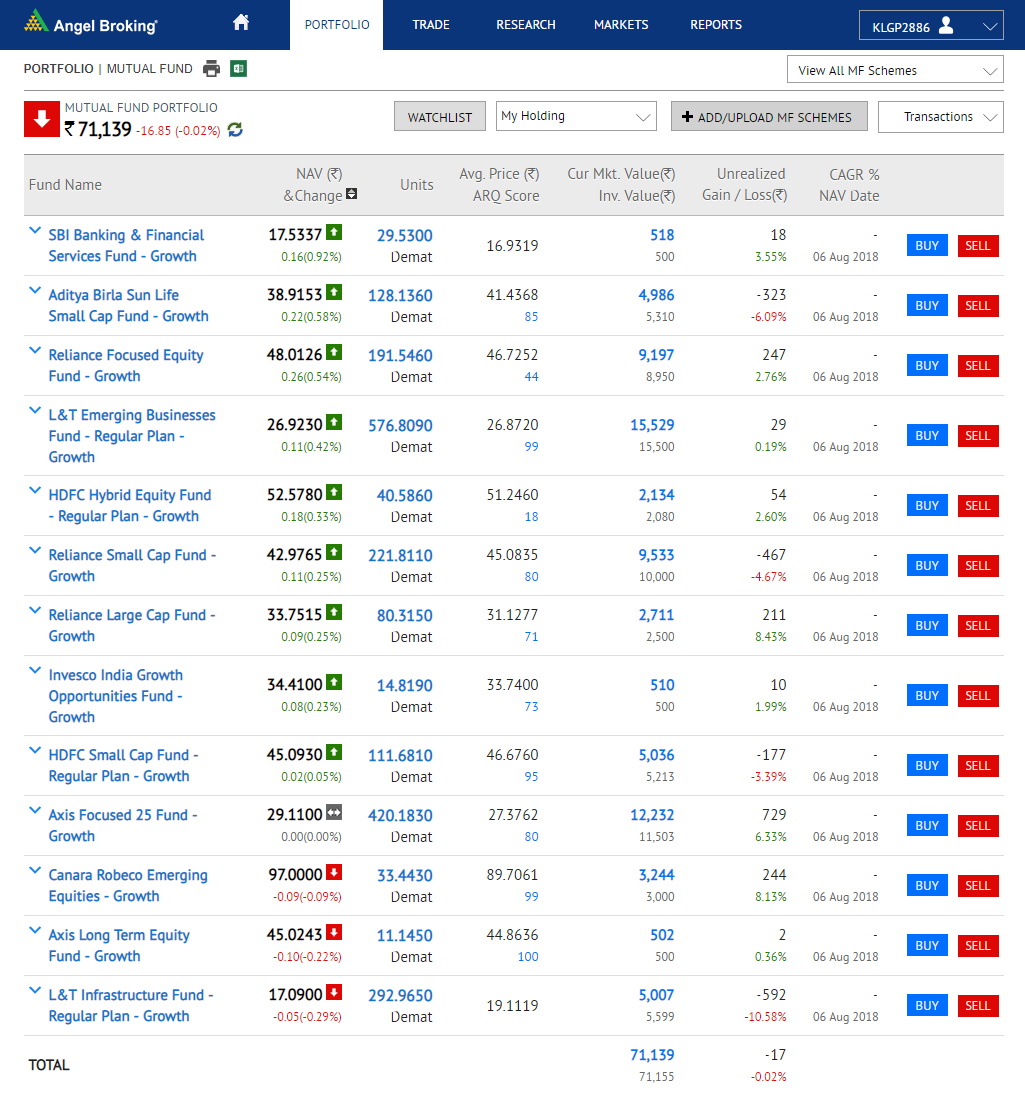 Angel Broking
PORTFOLIO
TRADE
RESEARCH
MARKETS
REPORTS
KLGP2886
PORTFOLIO | MUTUAL FUND
View All MF Schemes
MUTUAL FUND PORTFOLIO
₹ 71,139 -16.85 (-0.02%)
WATCHLIST
My Holding
ADD/UPLOAD MF SCHEMES
Transactions
Fund Name
NAV (₹)
&Change
Units
Avg. Price (₹)
ARQ Score
Cur Mkt. Value(₹)
Inv. Value(₹)
Unrealized
Gain / Loss(₹)
CAGR %
NAV Date
SBI Banking & Financial 17.5337 29.5300 16.9319 518 18 -
Services Fund - Growth 0.16(0.92%) Demat 500 3.55% 06 Aug 2018 BUY SELL
Aditya Birla Sun Life 38.9153 128.1360 41.4368 4,986 -323 -
Small Cap Fund - Growth 0.22(0.58%) Demat 85 5,310 -6.09% 06 Aug 2018 BUY SELL
Reliance Focused Equity 48.0126 191.5460 46.7252 9,197 247 -
Fund - Growth 0.26(0.54%) Demat 44 8,950 2.76% 06 Aug 2018 BUY SELL
L&T Emerging Businesses
Fund - Regular Plan - 26.9230 576.8090 26.8720 15,529 29 -
Growth 0.11(0.42%) Demat 99 15,500 0.19% 06 Aug 2018 BUY SELL
HDFC Hybrid Equity Fund 52.5780 40.5860 51.2460 2,134 54 -
- Regular Plan - Growth 0.18(0.33%) Demat 18 2,080 2.60% 06 Aug 2018 BUY SELL
Reliance Small Cap Fund - 42.9765 221.8110 45.0835 9,533 -467 -
Growth 0.11(0.25%) Demat 80 10,000 -4.67% 06 Aug 2018 BUY SELL
Reliance Large Cap Fund - 33.7515 80.3150 31.1277 2,711 211 -
Growth 0.09(0.25%) Demat 71 2,500 8.43% 06 Aug 2018 BUY SELL
Invesco India Growth
Opportunities Fund - 34.4100 14.8190 33.7400 510 10 -
Growth 0.08(0.23%) Demat 73 500 1.99% 06 Aug 2018 BUY SELL
HDFC Small Cap Fund - 45.0930 111.6810 46.6760 5,036 -177 -
Regular Plan - Growth 0.02(0.05%) Demat 95 5,213 -3.39% 06 Aug 2018 BUY SELL
Axis Focused 25 Fund - 29.1100 420.1830 27.3762 12,232 729 -
Growth 0.00(0.00%) Demat 80 11,503 6.33% 06 Aug 2018 BUY SELL
Canara Robeco Emerging 97.0000 33.4430 89.7061 3,244 244 -
Equities - Growth -0.09(-0.09%) Demat 99 3,000 8.13% 06 Aug 2018 BUY SELL
Axis Long Term Equity 45.0243 11.1450 44.8636 502 2 -
Fund - Growth -0.10(-0.22%) Demat 100 500 0.36% 06 Aug 2018 BUY SELL
L&T Infrastructure Fund - 17.0900 292.9650 19.1119 5,007 -592 -
Regular Plan - Growth -0.05(-0.29%) Demat 5,599 -10.58% 06 Aug 2018 BUY SELL
TOTAL 71,139 -17
71,155 -0.02%